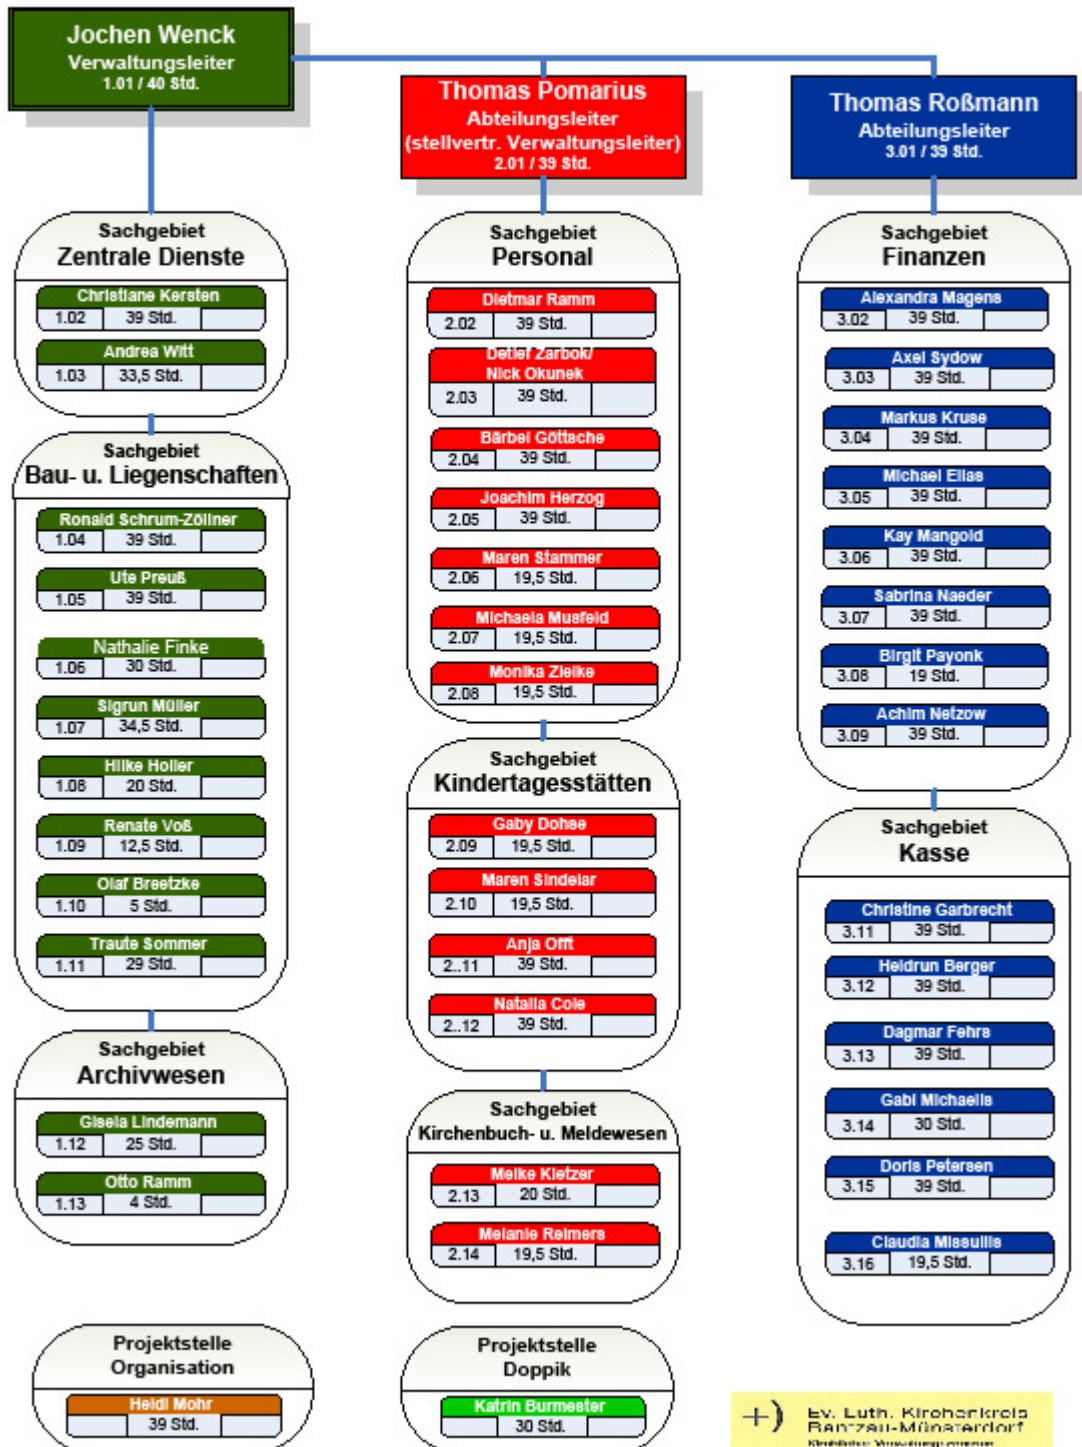 Jochen Wenck
Verwaltungsleiter
1.01 / 40 Std.
Thomas Pomarius
Abteilungsleiter
(stellvertr. Verwaltungsleiter)
2.01 / 39 Std.
Thomas Roßmann
Abteilungsleiter
3.01 / 39 Std.
Sachgebiet
Zentrale Dienste
Christiane Kersten
1.02 39 Std.
Andrea Witt
1.03 33,5 Std.
Sachgebiet
Bau- u. Liegenschaften
Ronald Schrum-Zöllner
1.04 39 Std.
Ute Preuß
1.05 39 Std.
Nathalie Finke
1.06 30 Std.
Sigrun Müller
1.07 34,5 Std.
Hilke Holler
1.08 20 Std.
Renate Voß
1.09 12,5 Std.
Olaf Breetzke
1.10 5 Std.
Traute Sommer
1.11 29 Std.
Sachgebiet
Archivwesen
Gisela Lindemann
1.12 25 Std.
Otto Ramm
1.13 4 Std.
Projektstelle
Organisation
Heidi Mohr
39 Std.
Sachgebiet
Personal
Dietmar Ramm
2.02 39 Std.
Detlef Zarbok/
Nick Okunek
2.03 39 Std.
Bärbel Göttsche
2.04 39 Std.
Joachim Herzog
2.05 39 Std.
Maren Stammer
2.06 19,5 Std.
Michaela Musfeld
2.07 19,5 Std.
Monika Zielke
2.08 19,5 Std.
Sachgebiet
Kindertagesstätten
Gaby Dohse
2.09 19,5 Std.
Maren Sindelar
2.10 19,5 Std.
Anja Offt
2..11 39 Std.
Natalia Cole
2..12 39 Std.
Sachgebiet
Kirchenbuch- u. Meldewesen
Meike Kletzer
2.13 20 Std.
Melanie Reimers
2.14 19,5 Std.
Projektstelle
Doppik
Katrin Burmester
30 Std.
Sachgebiet
Finanzen
Alexandra Magens
3.02 39 Std.
Axel Sydow
3.03 39 Std.
Markus Kruse
3.04 39 Std.
Michael Elias
3.05 39 Std.
Kay Mangold
3.06 39 Std.
Sabrina Naeder
3.07 39 Std.
Birgit Payonk
3.08 19 Std.
Achim Netzow
3.09 39 Std.
Sachgebiet
Kasse
Christine Garbrecht
3.11 39 Std.
Heidrun Berger
3.12 39 Std.
Dagmar Fehrs
3.13 39 Std.
Gabi Michaelis
3.14 30 Std.
Doris Petersen
3.15 39 Std.
Claudia Missullis
3.16 19,5 Std.
Ev. Luth. Kirchenkreis
Rantzau-Münsterdorf